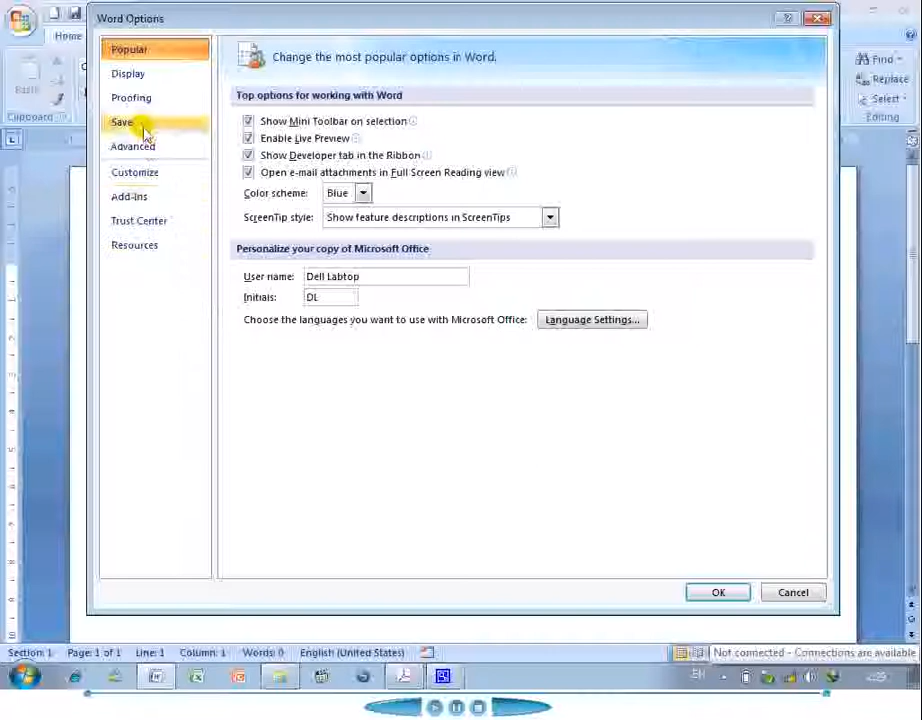 Word Options
Home
Find
Replace
Select
Editing
Paste
Clipboard
Popular
Display
Proofing
Save
Advanced
Customize
Add-Ins
Trust Center
Resources
Change the most popular options in Word.
Top options for working with Word
Show Mini Toolbar on selection
Enable Live Preview
Show Developer tab in the Ribbon
Open e-mail attachments in Full Screen Reading view
Color scheme: Blue
ScreenTip style: Show feature descriptions in ScreenTips
Personalize your copy of Microsoft Office
User name: Dell Labtop
Initials: DL
Choose the languages you want to use with Microsoft Office: Language Settings...
OK Cancel
Section: 1 Page: 1 of 1 Line: 1 Column: 1 Words: 0 English (United States)
Not connected - Connections are available
EN